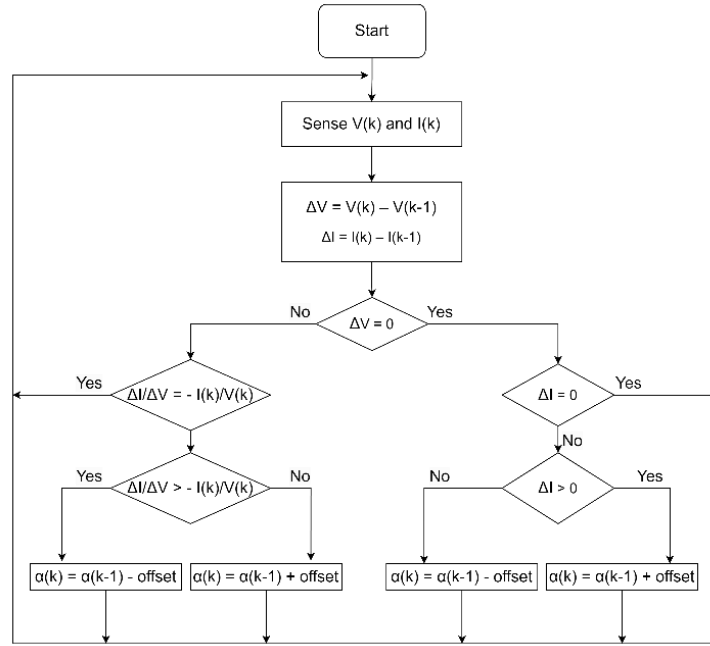 Start
Sense V(k) and I(k)
ΔV = V(k) – V(k-1)
ΔI = I(k) – I(k-1)
No
ΔV = 0
Yes
Yes
ΔI/ΔV = - I(k)/V(k)
ΔI = 0
Yes
No
Yes
ΔI/ΔV > - I(k)/V(k)
No
No
ΔI > 0
Yes
α(k) = α(k-1) - offset
α(k) = α(k-1) + offset
α(k) = α(k-1) - offset
α(k) = α(k-1) + offset